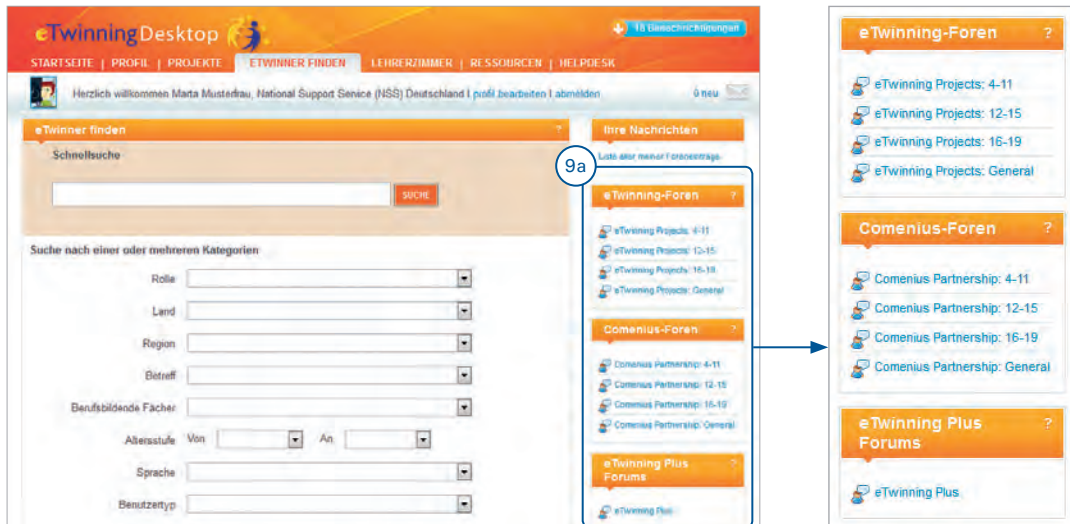 eTwinning Desktop
18 Benachrichtigungen
STARTSEITE | PROFIL | PROJEKTE ETWINNER FINDEN LEHRERZIMMER | RESSOURCEN | HELPDESK
Herzlich willkommen Marta Musterfrau, National Support Service (NSS) Deutschland | profil bearbeiten | abmelden
0 neu
eTwinner finden ?
Schnellsuche
SUCHE
Suche nach einer oder mehreren Kategorien
Rolle
Land
Region
Betreff
Berufsbildende Fächer
Altersstufe Von An
Sprache
Benutzertyp
Ihre Nachrichten
Liste aller meiner Foreneinträge
9a
eTwinning-Foren ?
eTwinning Projects: 4-11
eTwinning Projects: 12-15
eTwinning Projects: 16-19
eTwinning Projects: General
Comenius-Foren ?
Comenius Partnership: 4-11
Comenius Partnership: 12-15
Comenius Partnership: 16-19
Comenius Partnership: General
eTwinning Plus ?
Forums
eTwinning Plus
eTwinning-Foren ?
eTwinning Projects: 4-11
eTwinning Projects: 12-15
eTwinning Projects: 16-19
eTwinning Projects: General
Comenius-Foren ?
Comenius Partnership: 4-11
Comenius Partnership: 12-15
Comenius Partnership: 16-19
Comenius Partnership: General
eTwinning Plus ?
Forums
eTwinning Plus